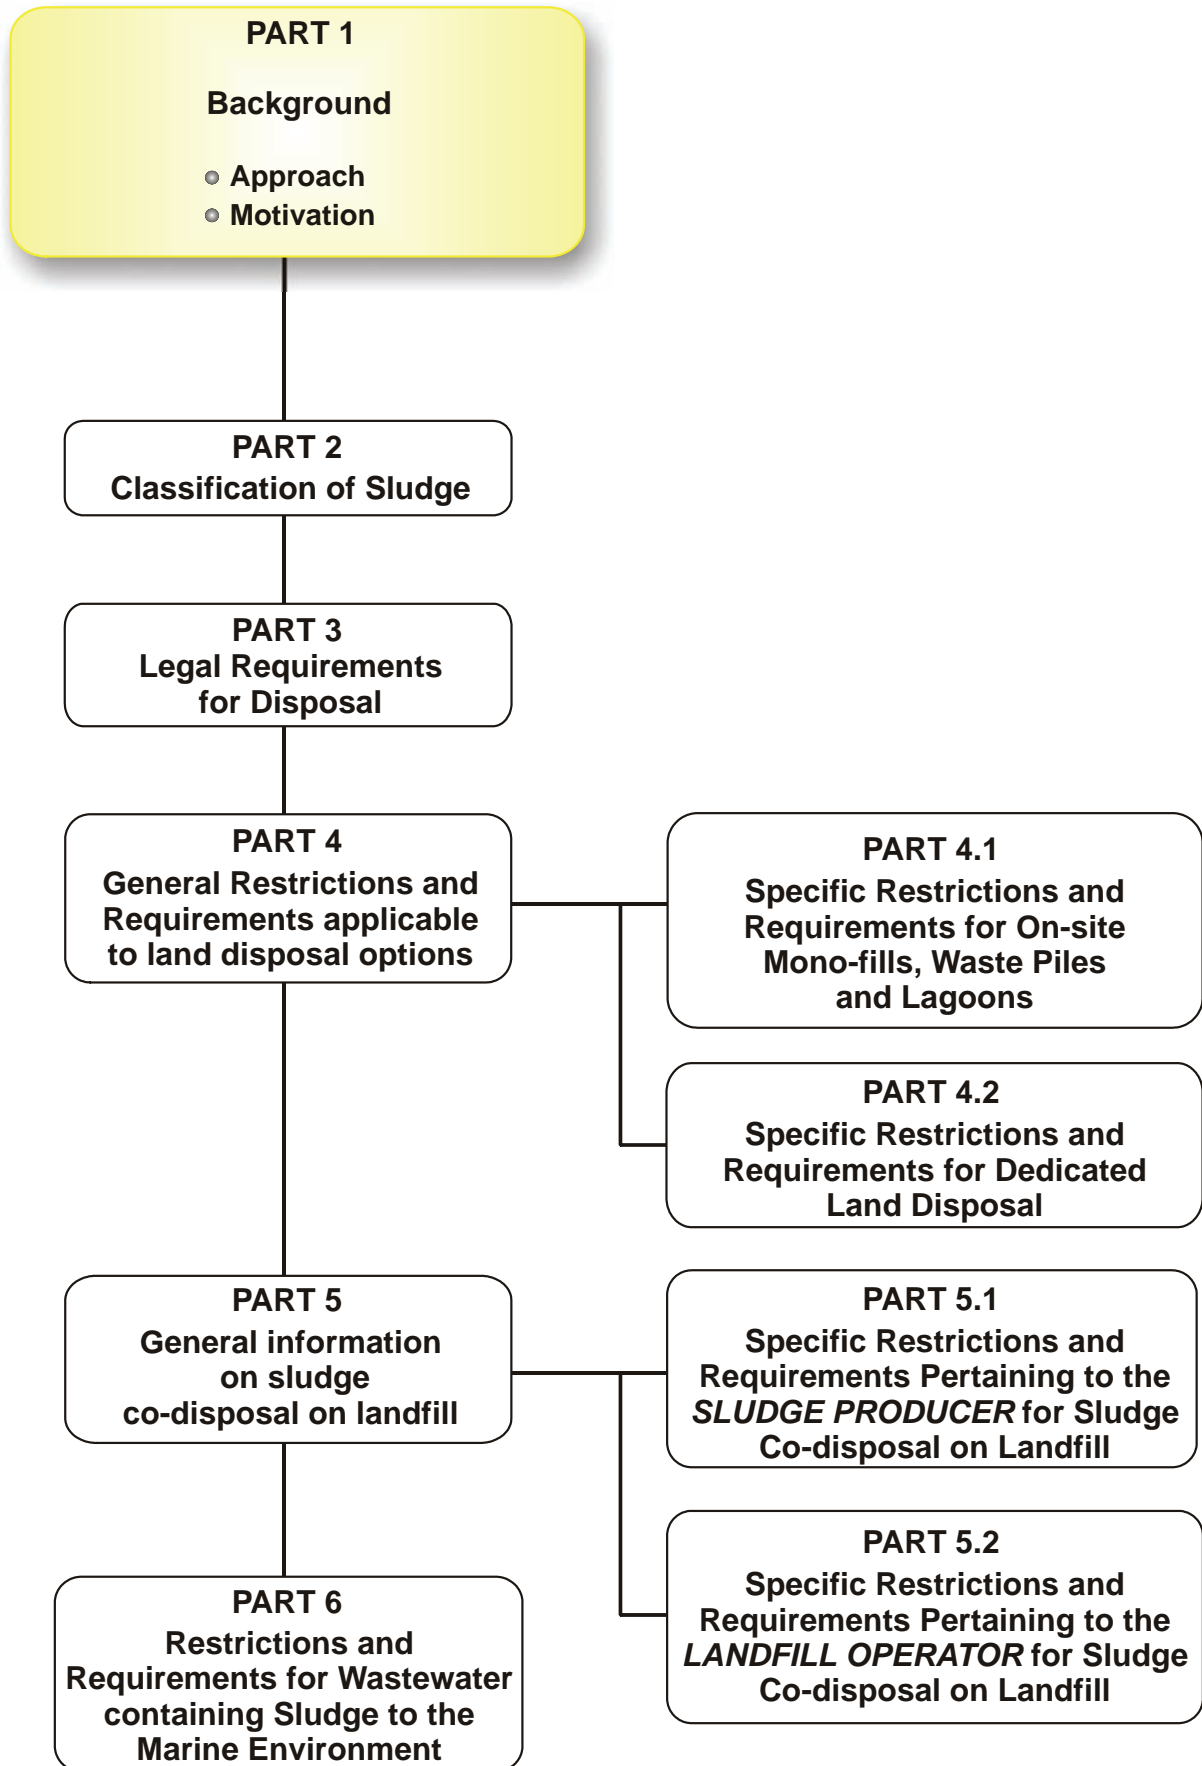 PART 1
Background
Approach
Motivation
PART 2
Classification of Sludge
PART 3
Legal Requirements
for Disposal
PART 4
General Restrictions and
Requirements applicable
to land disposal options
PART 4.1
Specific Restrictions and
Requirements for On-site
Mono-fills, Waste Piles
and Lagoons
PART 4.2
Specific Restrictions and
Requirements for Dedicated
Land Disposal
PART 5
General information
on sludge
co-disposal on landfill
PART 5.1
Specific Restrictions and
Requirements Pertaining to the
SLUDGE PRODUCER for Sludge
Co-disposal on Landfill
PART 5.2
Specific Restrictions and
Requirements Pertaining to the
LANDFILL OPERATOR for Sludge
Co-disposal on Landfill
PART 6
Restrictions and
Requirements for Wastewater
containing Sludge to the
Marine Environment